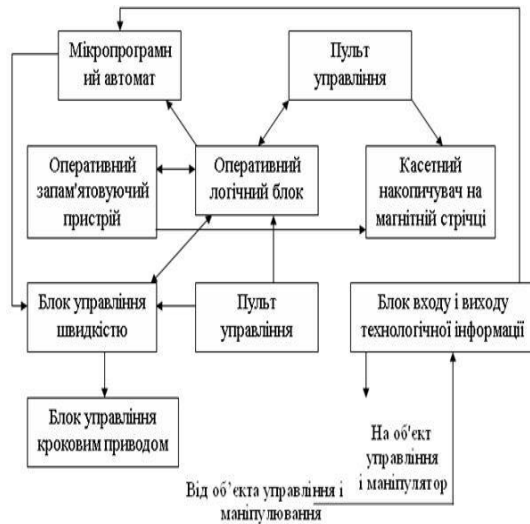 Мікропрограмн
ий автомат
Пульт
управління
Оперативний
запам'ятовуючий
пристрій
Оперативний
логічний блок
Касетний
накопичувач на
магнітній стрічці
Блок управління
швидкістю
Пульт
управління
Блок входу і виходу
технологічної інформації
Блок управління
кроковим приводом
На об'єкт
управління
і маніпулятор
Від об’єкта управління і
маніпулювання